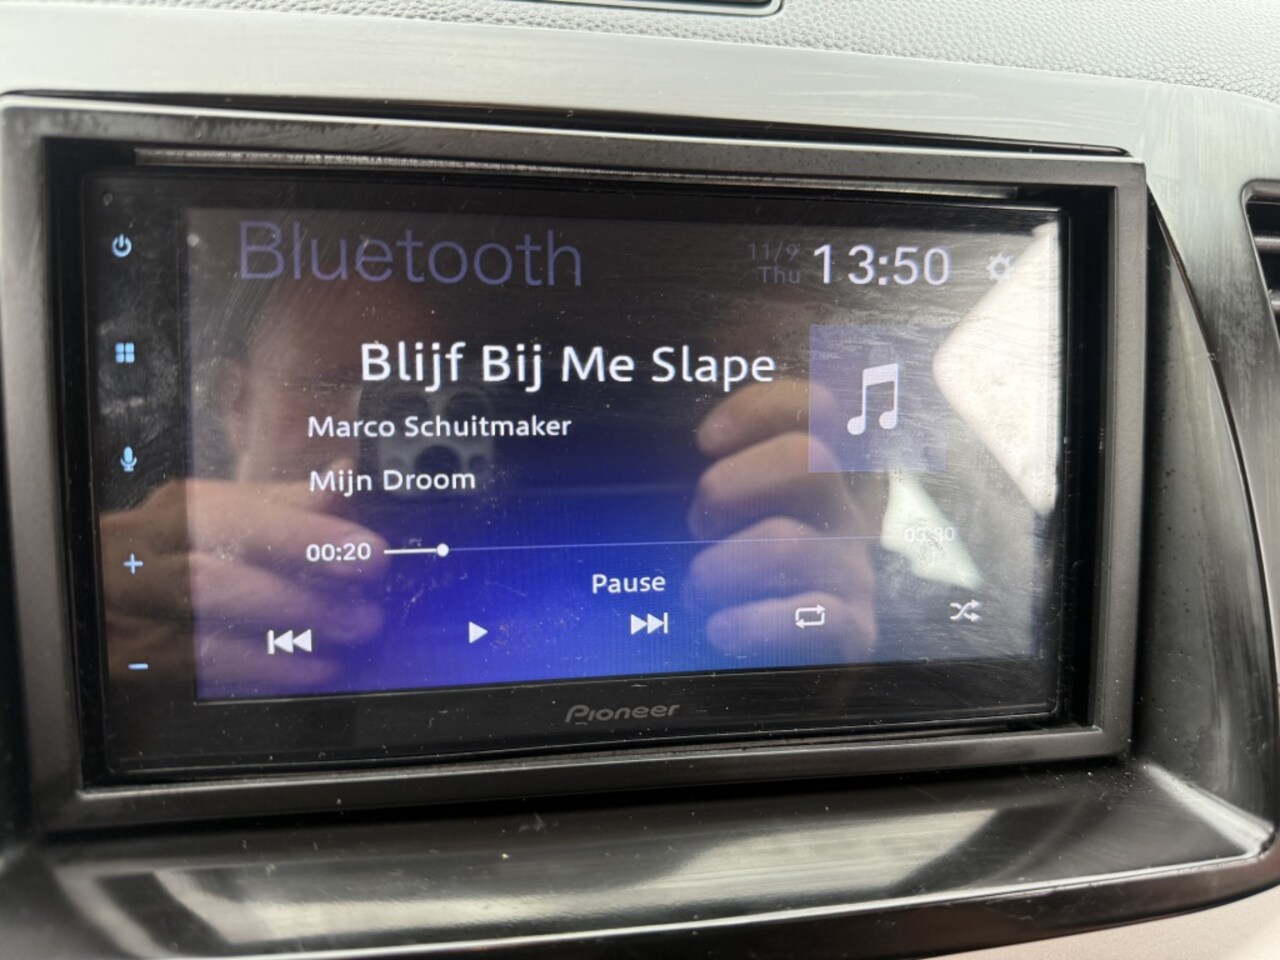 Bluetooth
11/9
Thu
13:50
Blijf Bij Me Slape
Marco Schuitmaker
Mijn Droom
00:20
03:30
Pause
Pioneer